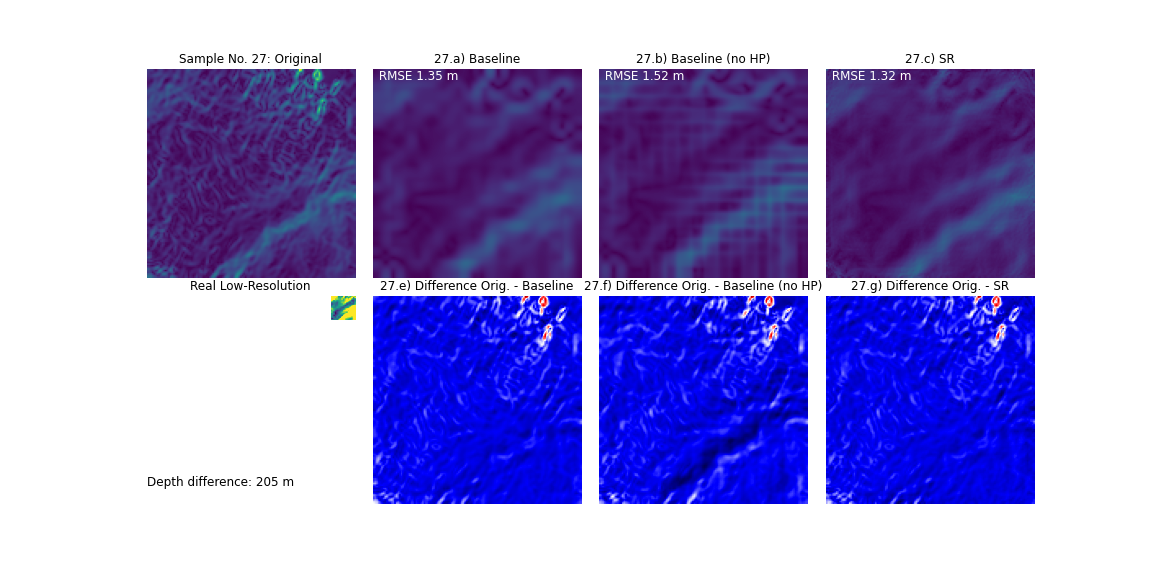 Sample No. 27: Original
27.a) Baseline
27.b) Baseline (no HP)
27.c) SR
RMSE 1.35 m
RMSE 1.52 m
RMSE 1.32 m
Real Low-Resolution
27.e) Difference Orig. - Baseline
27.f) Difference Orig. - Baseline (no HP)
27.g) Difference Orig. - SR
Depth difference: 205 m